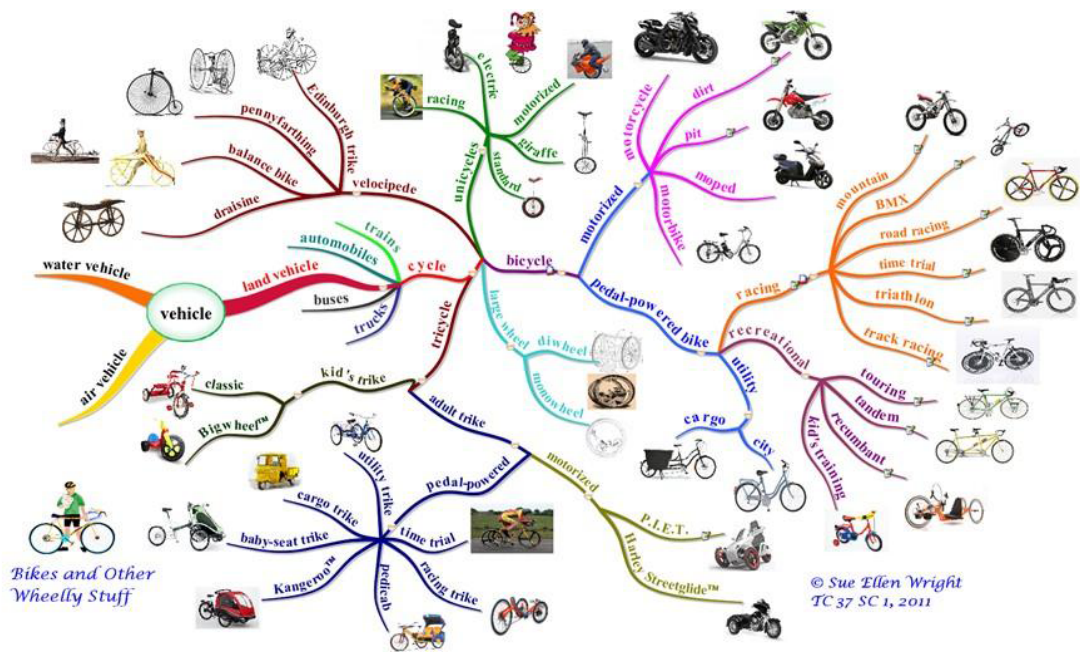 vehicle
water vehicle
air vehicle
land vehicle
trains
automobiles
buses
trucks
cycle
velocipede
Edinburgh trike
pennyfarthing
balance bike
draisine
unicycles
racing
electric
motorized
giraffe
standard
bicycle
motorized
motorcycle
dirt
pit
moped
motorbike
pedal-powered bike
racing
mountain
BMX
road racing
time trial
triathlon
track racing
recreational
touring
tandem
recumbant
kid's training
utility
cargo
city
large wheel
diwheel
monowheel
tricycle
kid's trike
classic
Bigwheel™
adult trike
pedal-powered
utility trike
cargo trike
baby-seat trike
Kangeroo™
pedicab
racing trike
time trial
motorized
P.I.E.T.
Harley Streetglide™
Bikes and Other
Wheelly Stuff
© Sue Ellen Wright
TC 37 SC 1, 2011